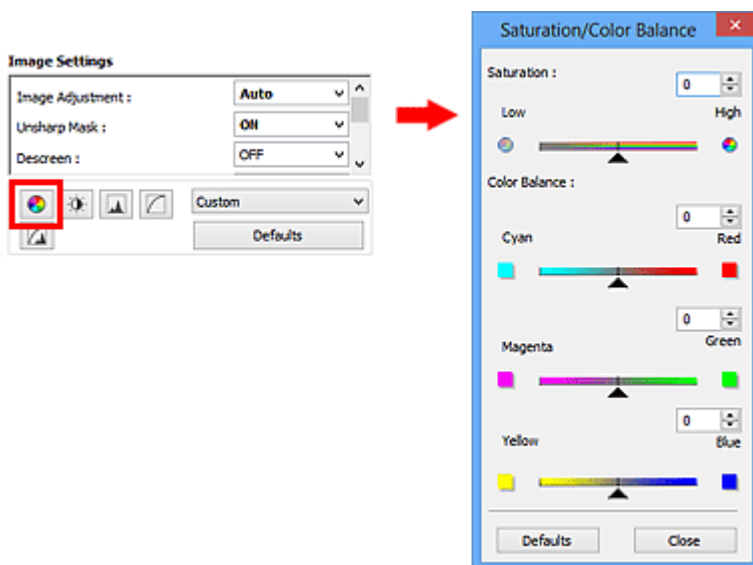 Image Settings
Image Adjustment : Auto
Unsharp Mask : ON
Descreen : OFF
Custom
Defaults
Saturation/Color Balance
Saturation :
0
Low High
Color Balance :
0
Cyan Red
0
Magenta Green
0
Yellow Blue
Defaults Close